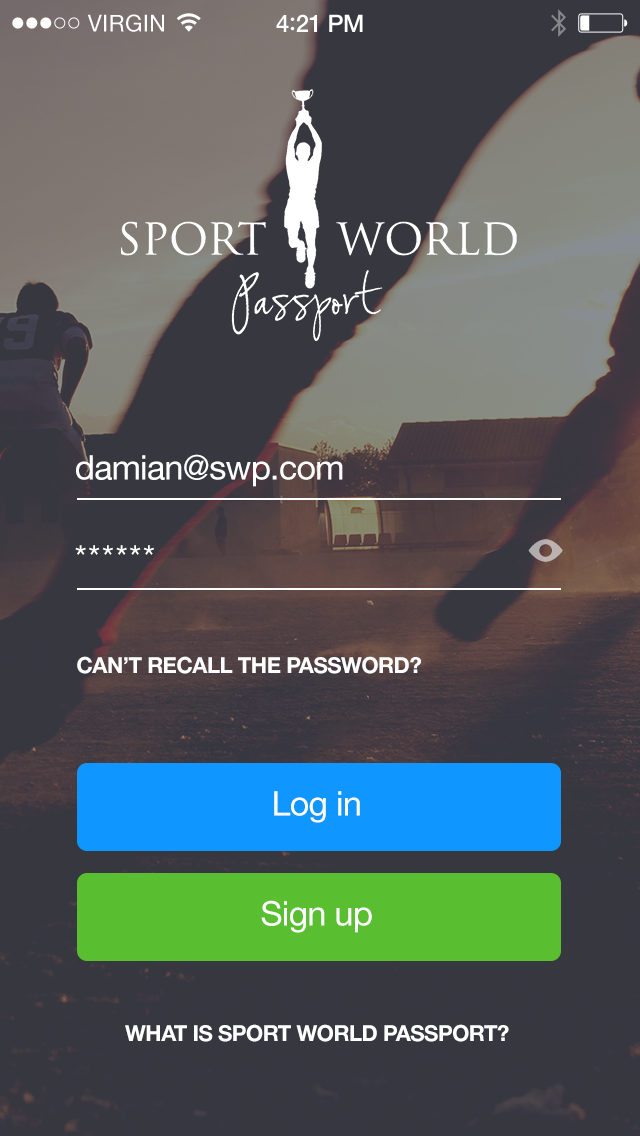 VIRGIN 4:21 PM
SPORT WORLD
Passport
79
damian@swp.com
******
CAN’T RECALL THE PASSWORD?
Log in
Sign up
WHAT IS SPORT WORLD PASSPORT?